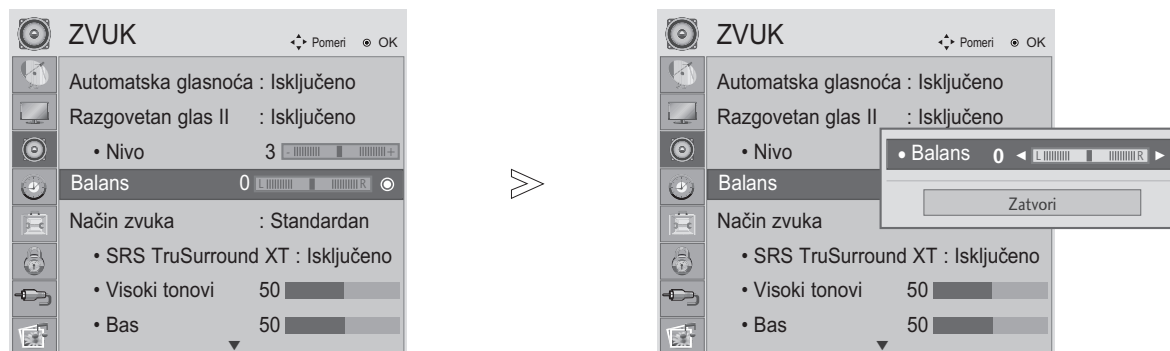 ZVUK Pomeri OK
Automatska glasnoća : Isključeno
Razgovetan glas II : Isključeno
• Nivo 3 - +
Balans 0 L R
Način zvuka : Standardan
• SRS TruSurround XT : Isključeno
• Visoki tonovi 50
• Bas 50
ZVUK Pomeri OK
Automatska glasnoća : Isključeno
Razgovetan glas II : Isključeno
• Nivo
Balans
• Balans 0 L R
Zatvori
Način zvuka
• SRS TruSurround XT : Isključeno
• Visoki tonovi 50
• Bas 50